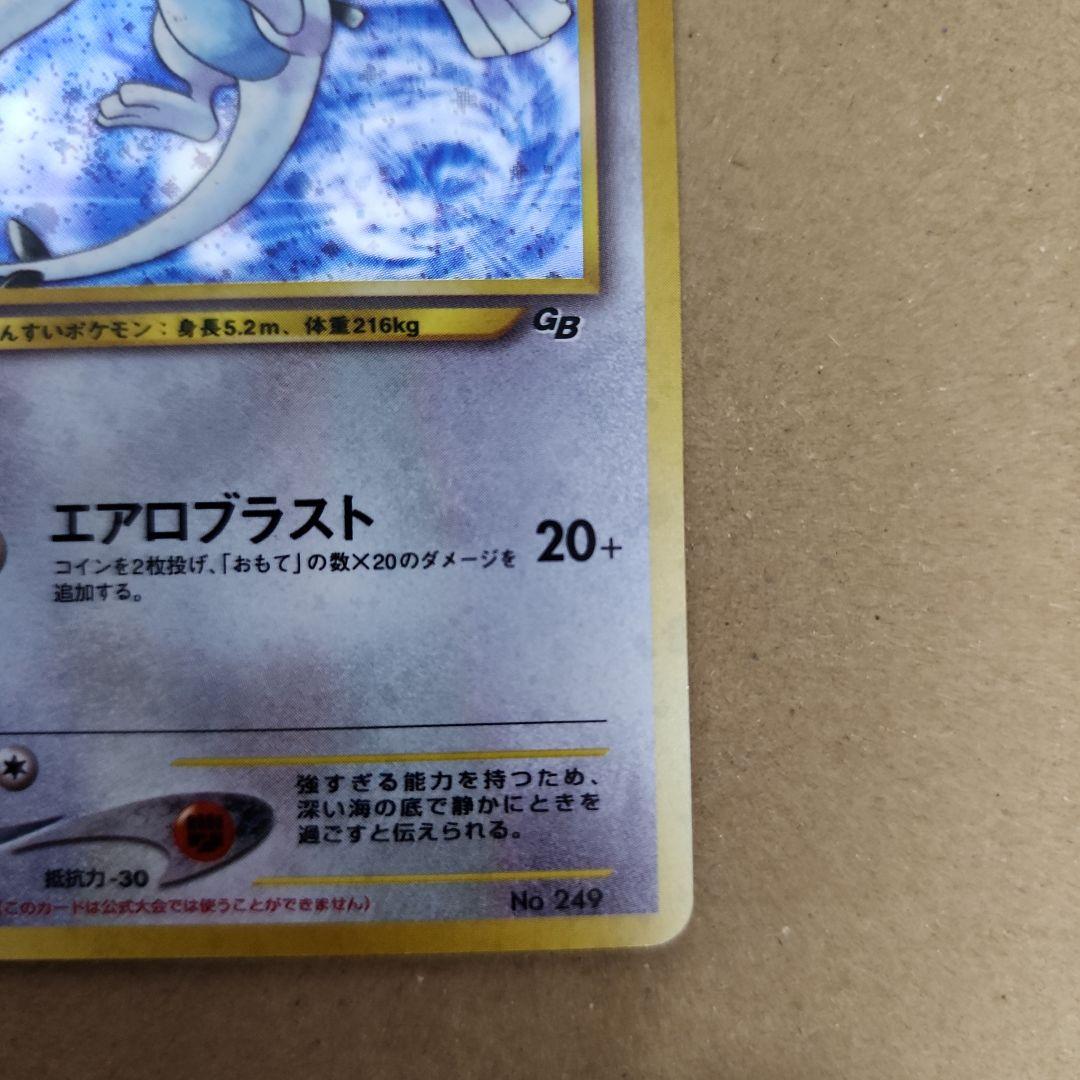 んすいポケモン：身長5.2m、体重216kg
GB
エアロブラスト
20+
コインを2枚投げ、「おもて」の数×20のダメージを
追加する。
強すぎる能力を持つため、
深い海の底で静かにときを
過ごすと伝えられる。
抵抗力 -30
No 249
(このカードは公式大会では使うことができません)